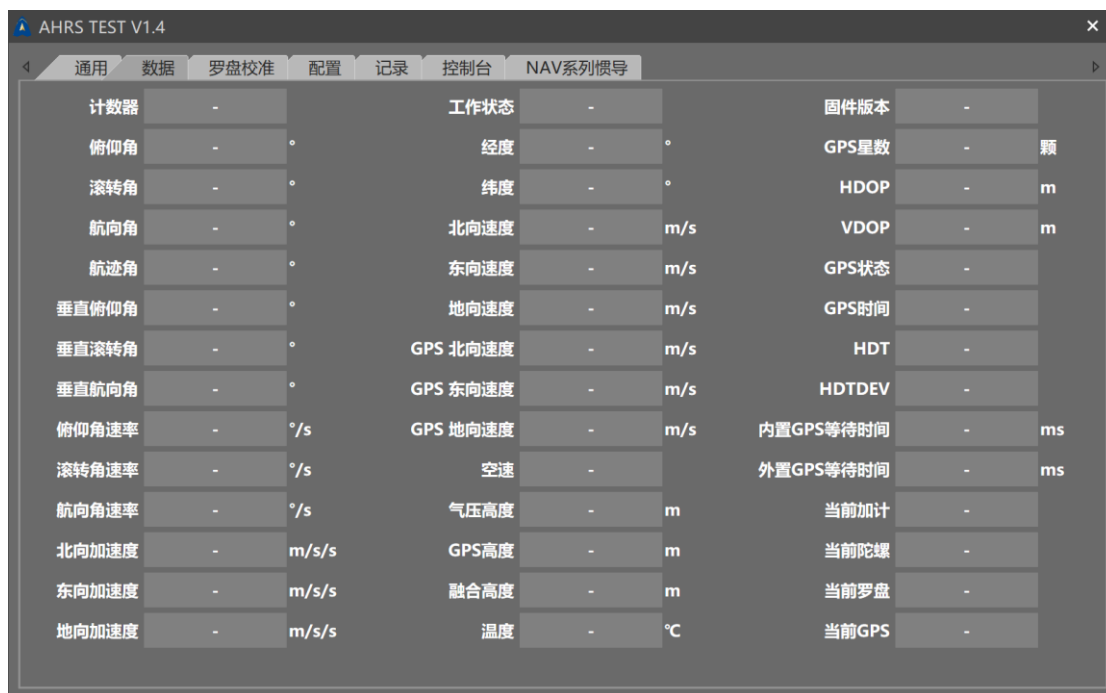 AHRS TEST V1.4 ×
通用 数据 罗盘校准 配置 记录 控制台 NAV系列惯导
计数器 - 工作状态 - 固件版本 -
俯仰角 - ° 经度 - ° GPS星数 - 颗
滚转角 - ° 纬度 - ° HDOP - m
航向角 - ° 北向速度 - m/s VDOP - m
航迹角 - ° 东向速度 - m/s GPS状态 -
垂直俯仰角 - ° 地向速度 - m/s GPS时间 -
垂直滚转角 - ° GPS 北向速度 - m/s HDT -
垂直航向角 - ° GPS 东向速度 - m/s HDTDEV -
俯仰角速率 - °/s GPS 地向速度 - m/s 内置GPS等待时间 - ms
滚转角速率 - °/s 空速 - 外置GPS等待时间 - ms
航向角速率 - °/s 气压高度 - m 当前加计 -
北向加速度 - m/s/s GPS高度 - m 当前陀螺 -
东向加速度 - m/s/s 融合高度 - m 当前罗盘 -
地向加速度 - m/s/s 温度 - ℃ 当前GPS -